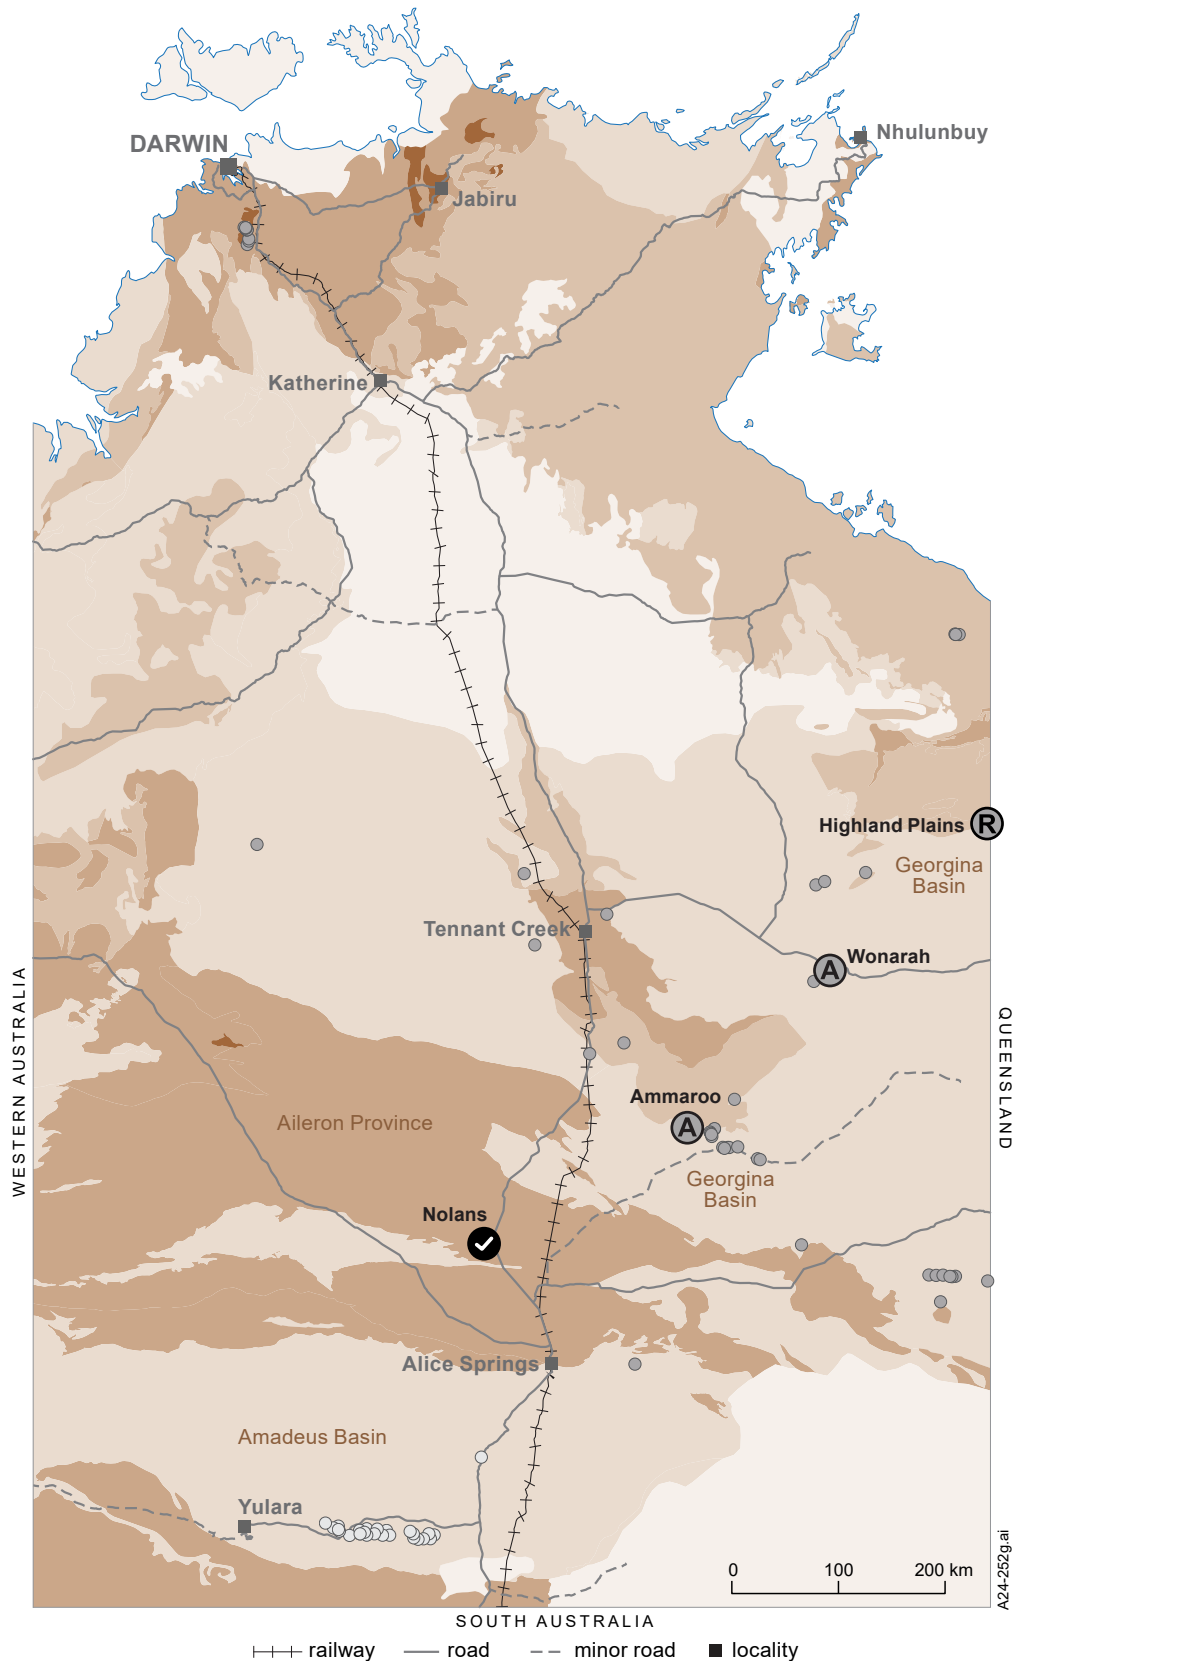 DARWIN
Nhulunbuy
Jabiru
Katherine
Highland Plains
R
Georgina
Basin
Tennant Creek
Wonarah
A
WESTERN AUSTRALIA
QUEENSLAND
Ammaroo
A
Aileron Province
Georgina
Basin
Nolans
Alice Springs
Amadeus Basin
Yulara
0 100 200 km
A24-252g.ai
SOUTH AUSTRALIA
railway road minor road locality